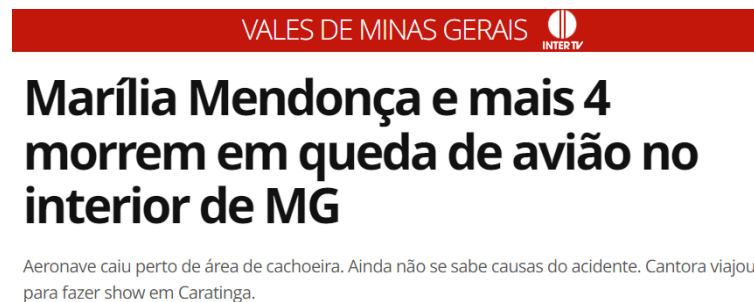 VALES DE MINAS GERAIS INTER TV
Marília Mendonça e mais 4
morrem em queda de avião no
interior de MG
Aeronave caiu perto de área de cachoeira. Ainda não se sabe causas do acidente. Cantora viajou
para fazer show em Caratinga.